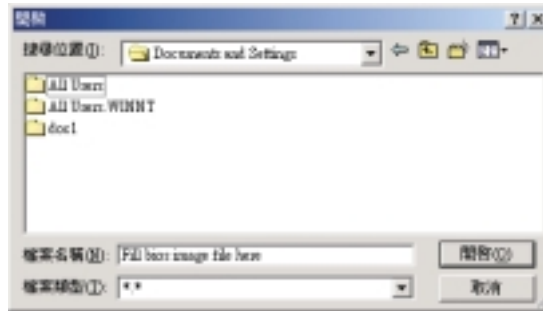 開啟
搜尋位置(I): Documents and Settings
All Users
All Users.WINNT
doc1
檔案名稱(N): Fill bios image file here 開啟(O)
檔案類型(T): *.* 取消